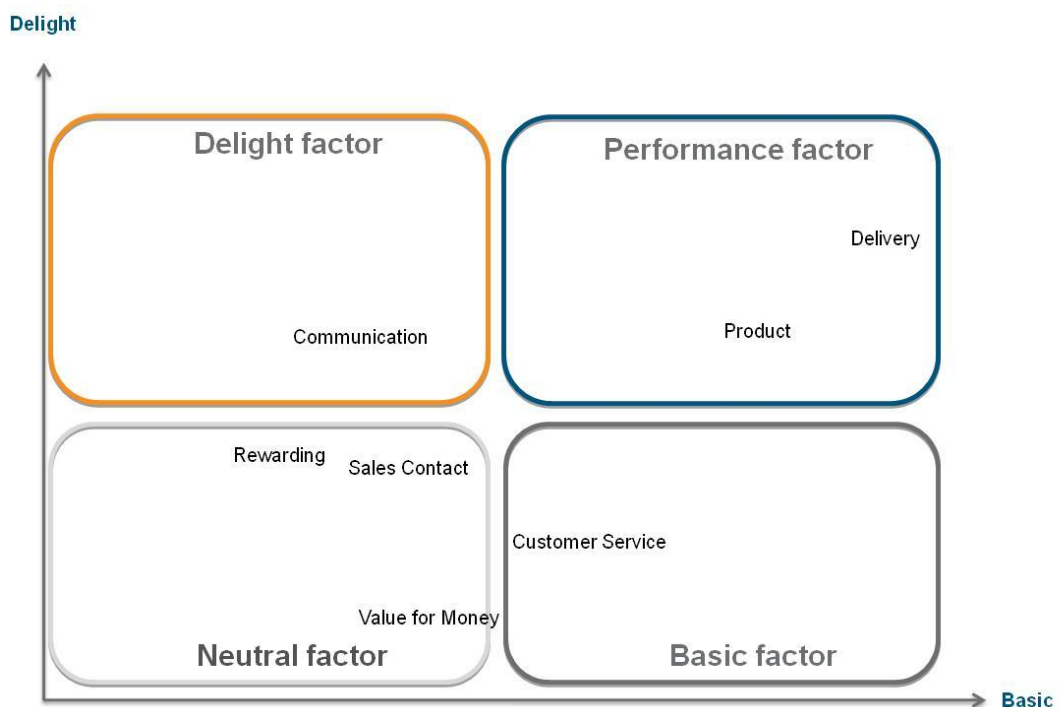 Delight
Delight factor
Performance factor
Delivery
Product
Communication
Rewarding
Sales Contact
Customer Service
Value for Money
Neutral factor
Basic factor
Basic